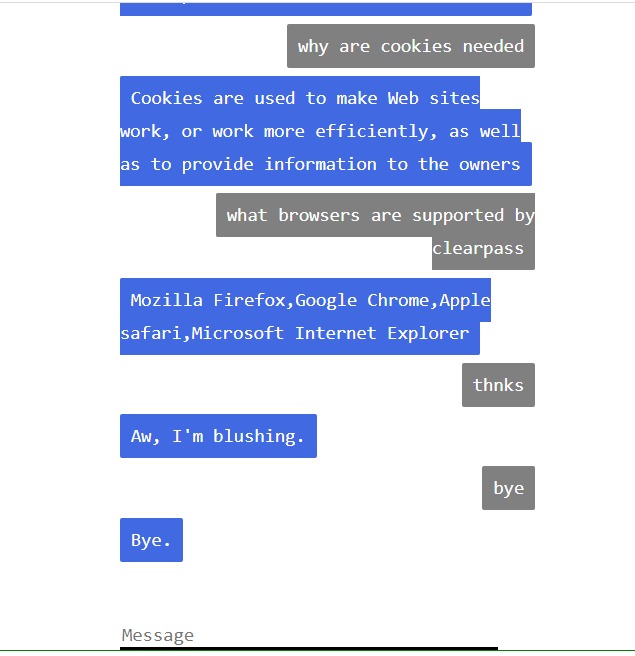 why are cookies needed
Cookies are used to make Web sites
work, or work more efficiently, as well
as to provide information to the owners
what browsers are supported by
clearpass
Mozilla Firefox,Google Chrome,Apple
safari,Microsoft Internet Explorer
thnks
Aw, I'm blushing.
bye
Bye.
Message